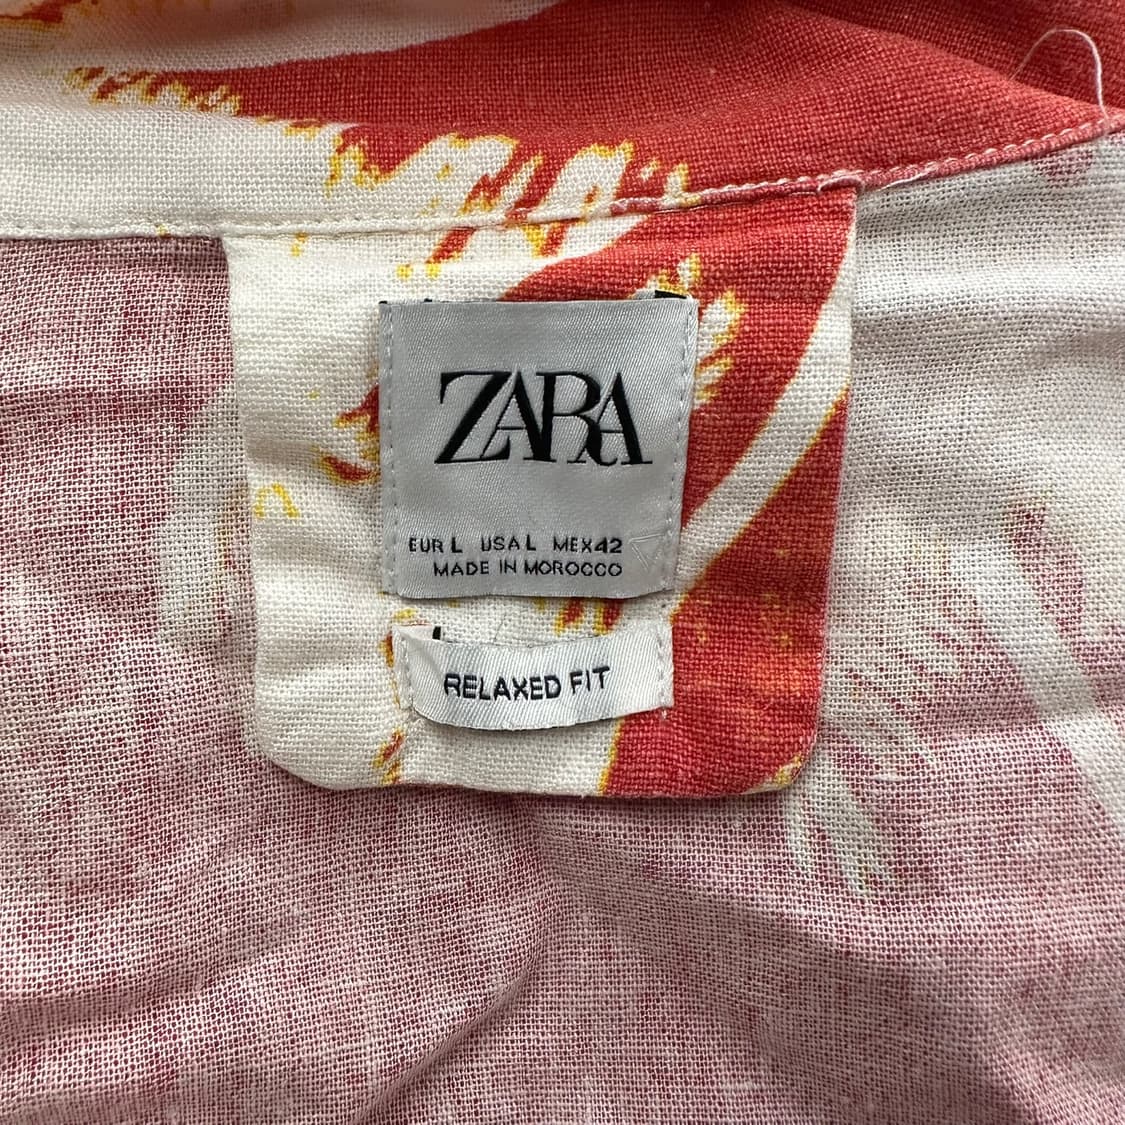 ZARA
EUR L USA L MEX 42
MADE IN MOROCCO
RELAXED FIT